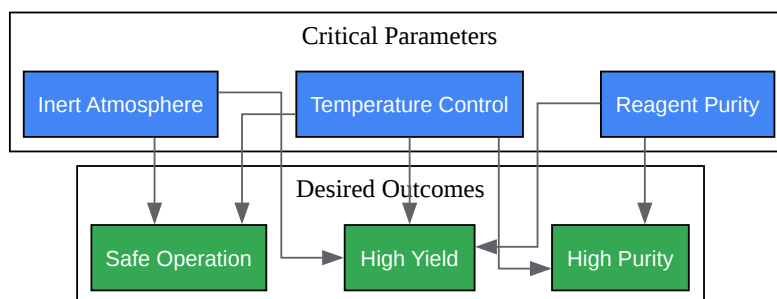 Critical Parameters
Inert Atmosphere
Temperature Control
Reagent Purity
Desired Outcomes
Safe Operation
High Yield
High Purity